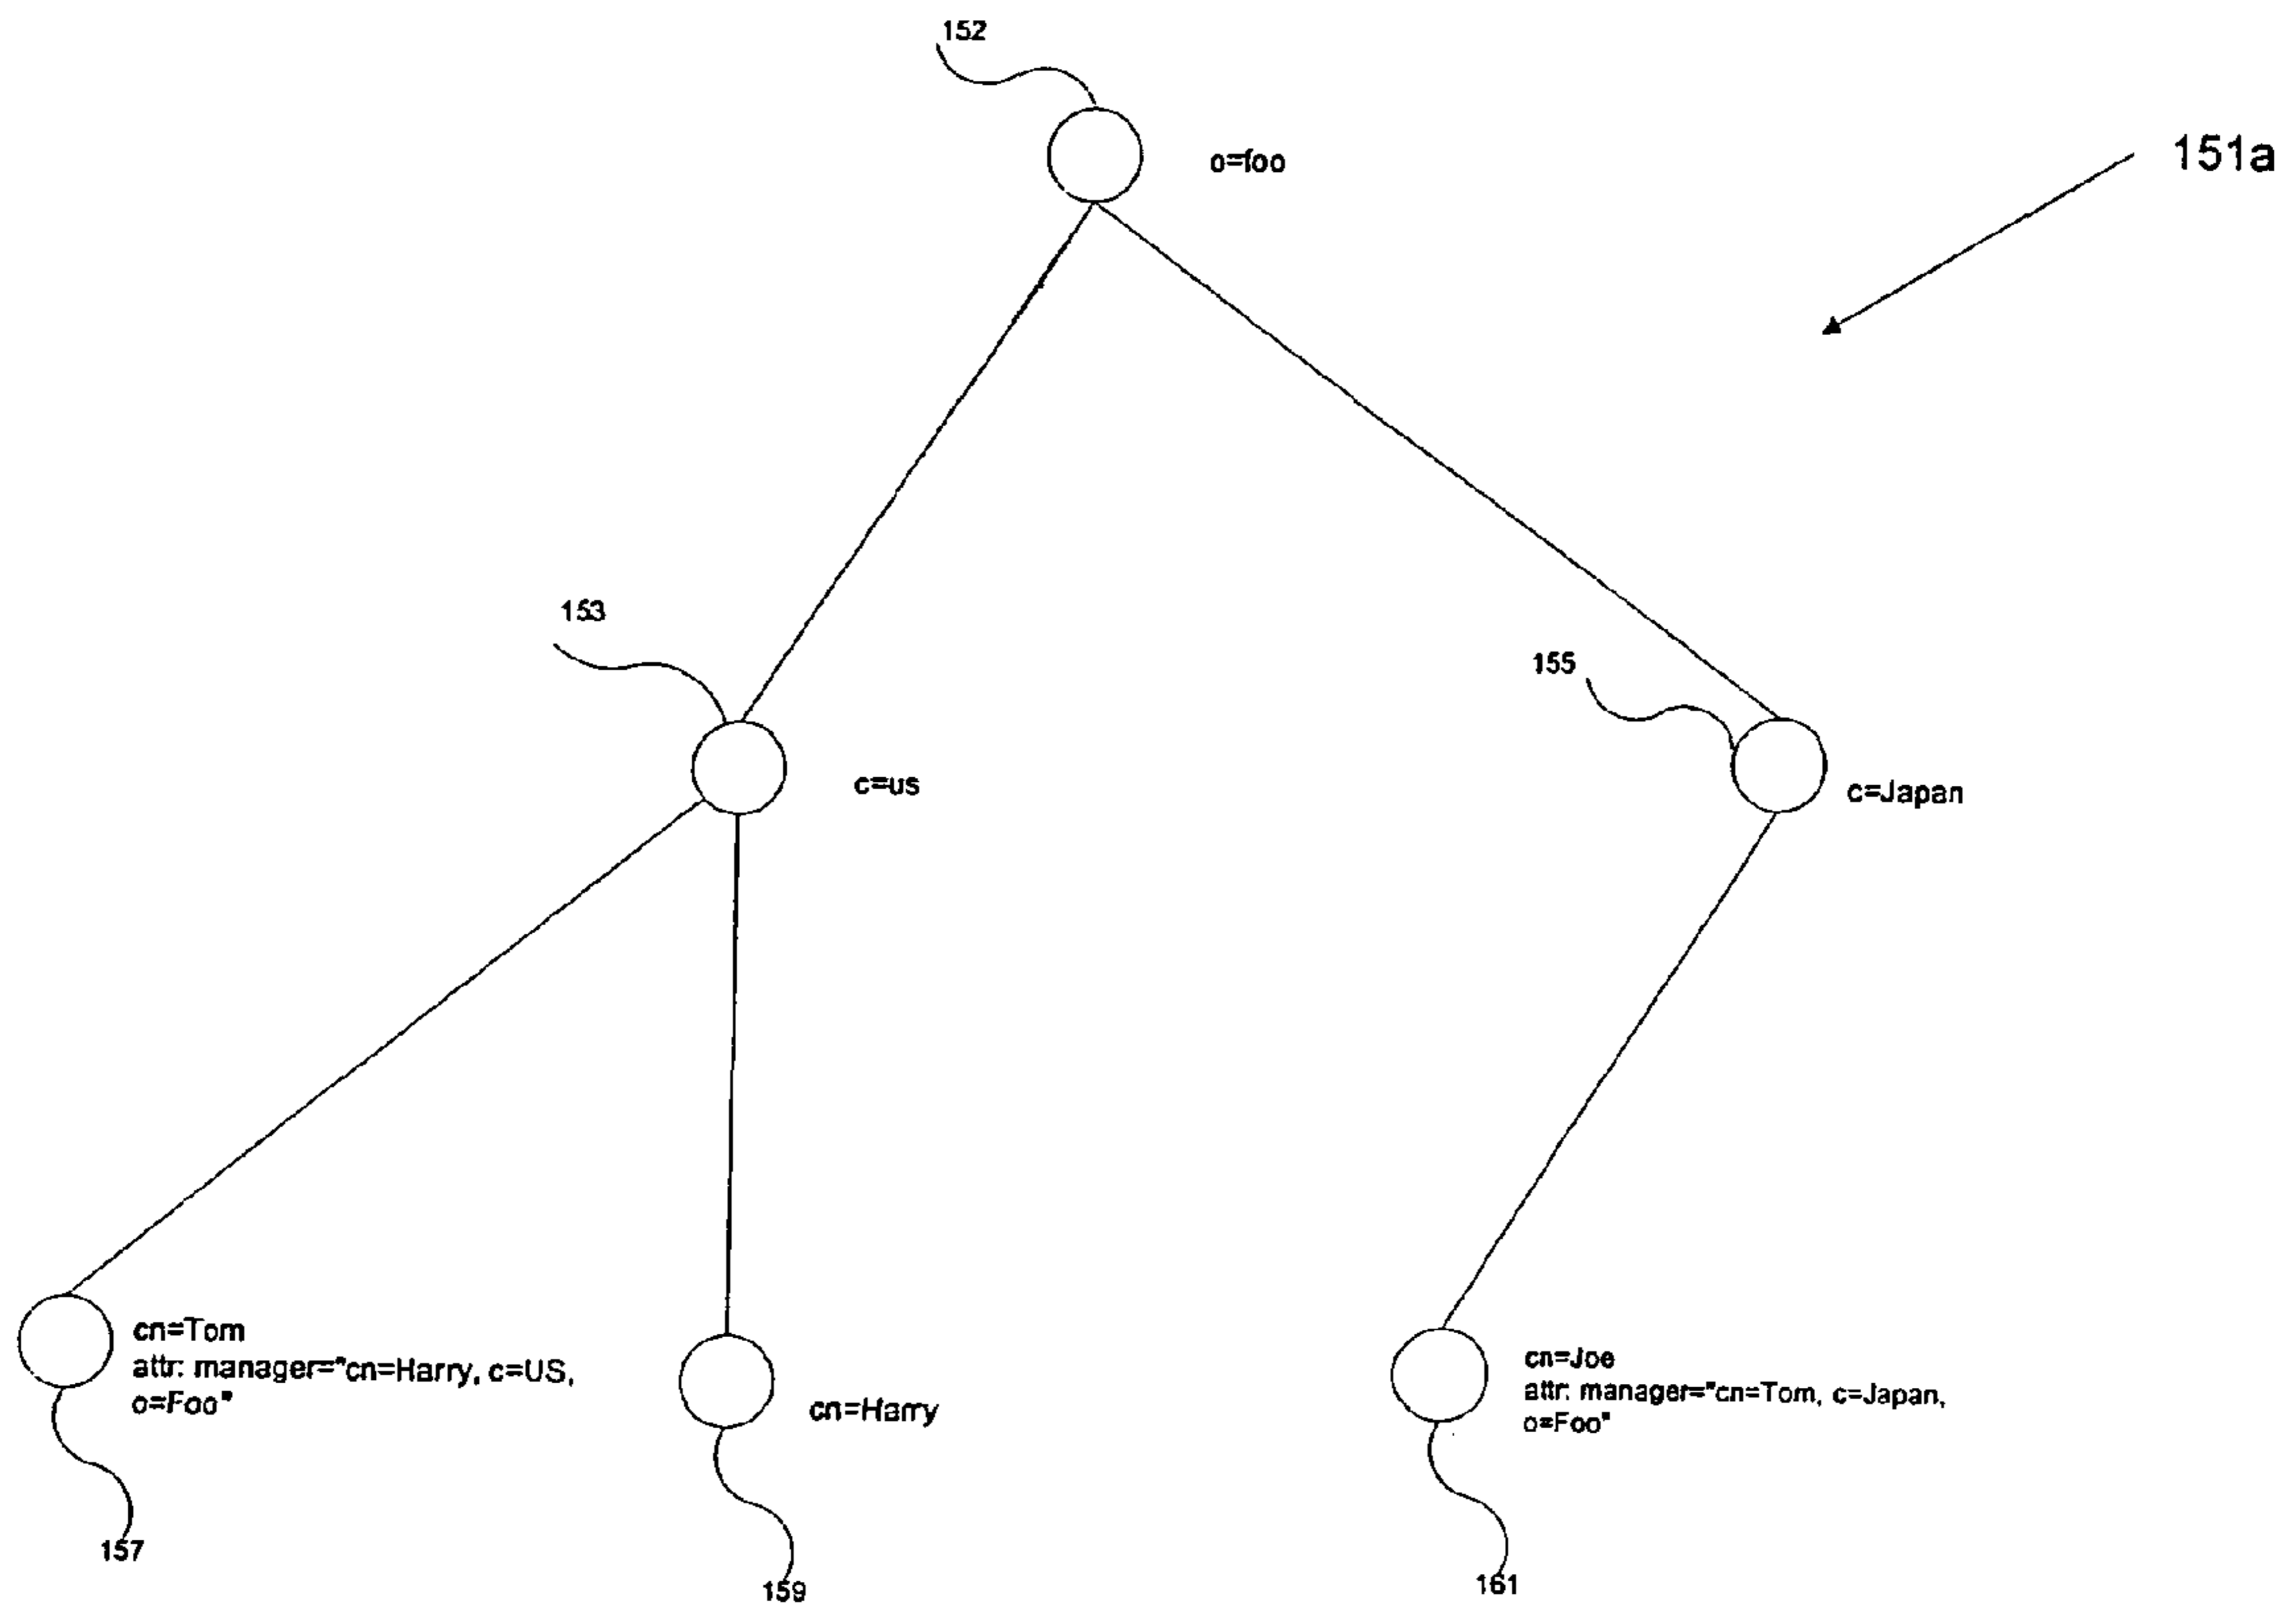 152
o=foo
151a
153
155
c=us
c=Japan
cn=Tom
attr: manager="cn=Harry, c=US,
o=Foo"
cn=Harry
cn=Joe
attr: manager="cn=Tom, c=Japan,
o=Foo"
157
159
161